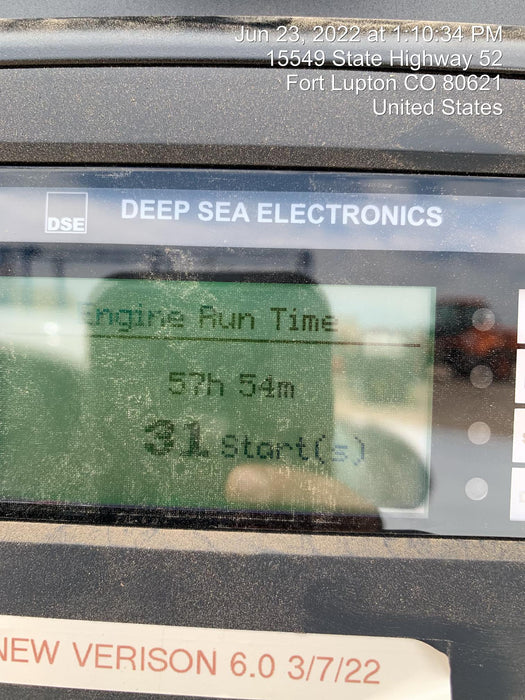 Jun 23, 2022 at 1:10:34 PM
15549 State Highway 52
Fort Lupton CO 80621
United States
DSE
DEEP SEA ELECTRONICS
Engine Run Time
57h 54m
31 Start(s)
NEW VERISON 6.0 3/7/22